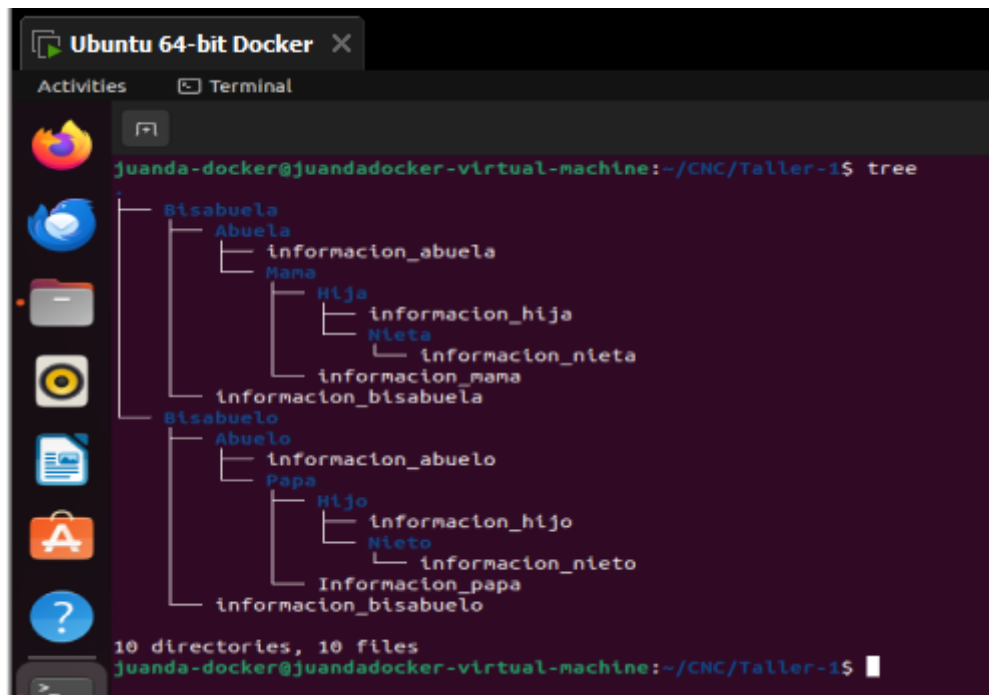 Ubuntu 64-bit Docker
Activities Terminal
juanda-docker@juandadocker-virtual-machine:~/CNC/Taller-1$ tree
.
├── Bisabuela
│   ├── Abuela
│   │   ├── informacion_abuela
│   │   └── Mama
│   │       ├── Hija
│   │       │   ├── informacion_hija
│   │       │   └── Nieta
│   │       │       └── informacion_nieta
│   │       └── informacion_mama
│   └── informacion_bisabuela
└── Bisabuelo
    ├── Abuelo
    │   ├── informacion_abuelo
    │   └── Papa
    │       ├── Hijo
    │       │   ├── informacion_hijo
    │       │   └── Nieto
    │       │       └── informacion_nieto
    │       └── Informacion_papa
    └── informacion_bisabuelo
10 directories, 10 files
juanda-docker@juandadocker-virtual-machine:~/CNC/Taller-1$